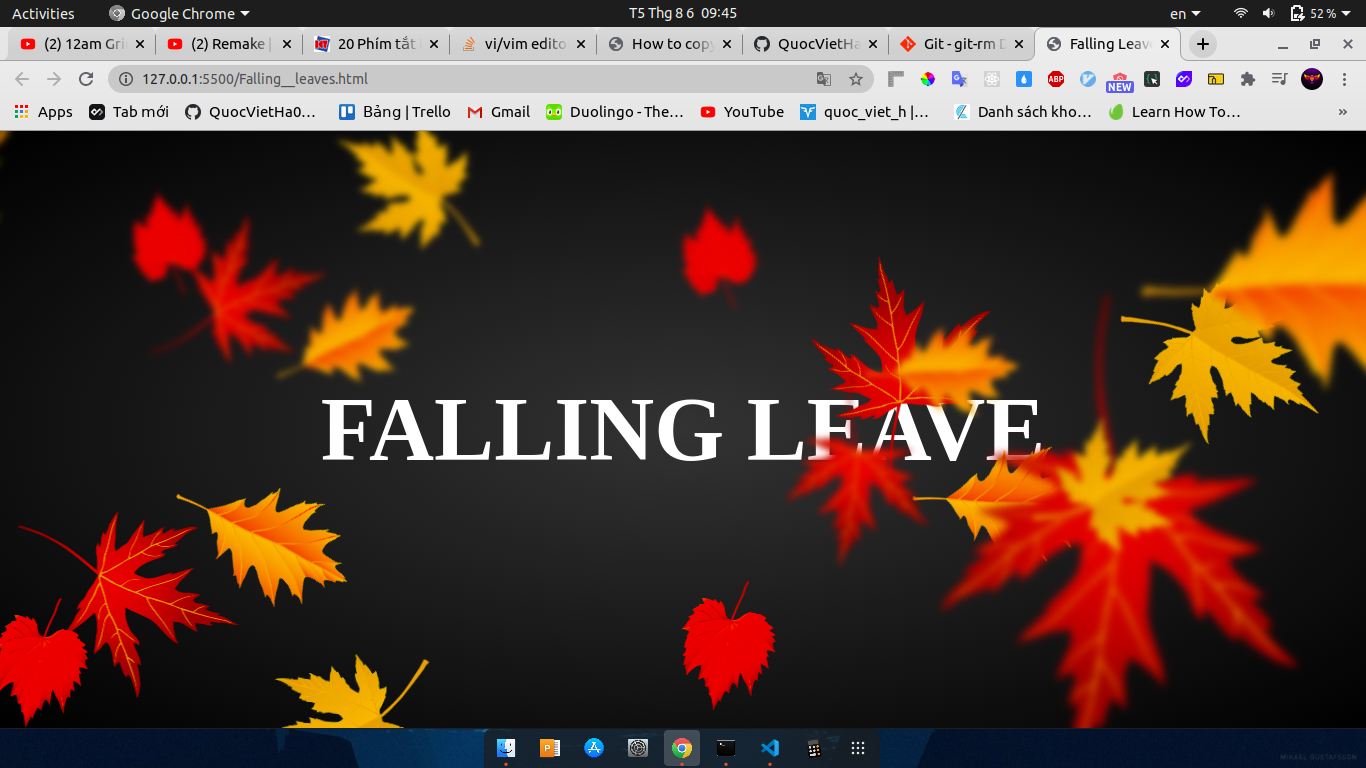 Activities Google Chrome T5 Thg 8 6 09:45 en 52 %
(2) 12am Gri (2) Remake | 20 Phím tắt vi/vim edito How to copy QuocVietHa Git - git-rm D Falling Leav
127.0.0.1:5500/Falling__leaves.html ABP NEW
Apps Tab mới QuocVietHa0… Bảng | Trello Gmail Duolingo - The… YouTube quoc_viet_h |… Danh sách kho… Learn How To… »
FALLING LEAVE
MIKAEL GUSTAFSSON